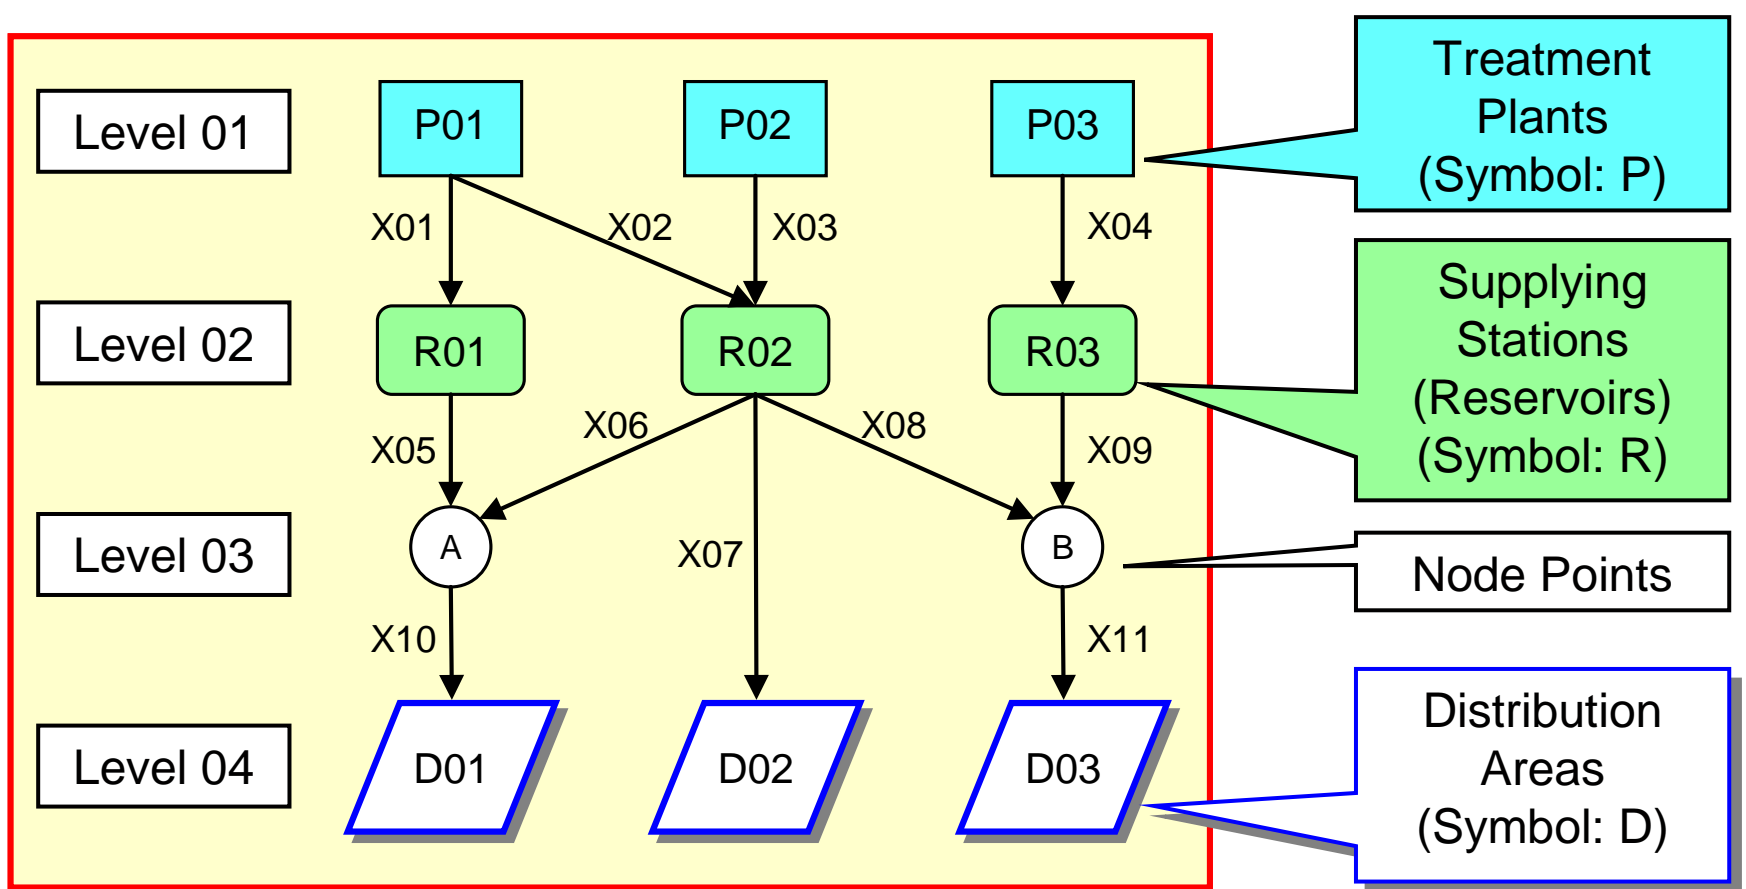 Level 01
P01
P02
P03
Treatment
Plants
(Symbol: P)
X01
X02
X03
X04
Level 02
R01
R02
R03
Supplying
Stations
(Reservoirs)
(Symbol: R)
X05
X06
X08
X09
Level 03
A
X07
B
Node Points
X10
X11
Level 04
D01
D02
D03
Distribution
Areas
(Symbol: D)